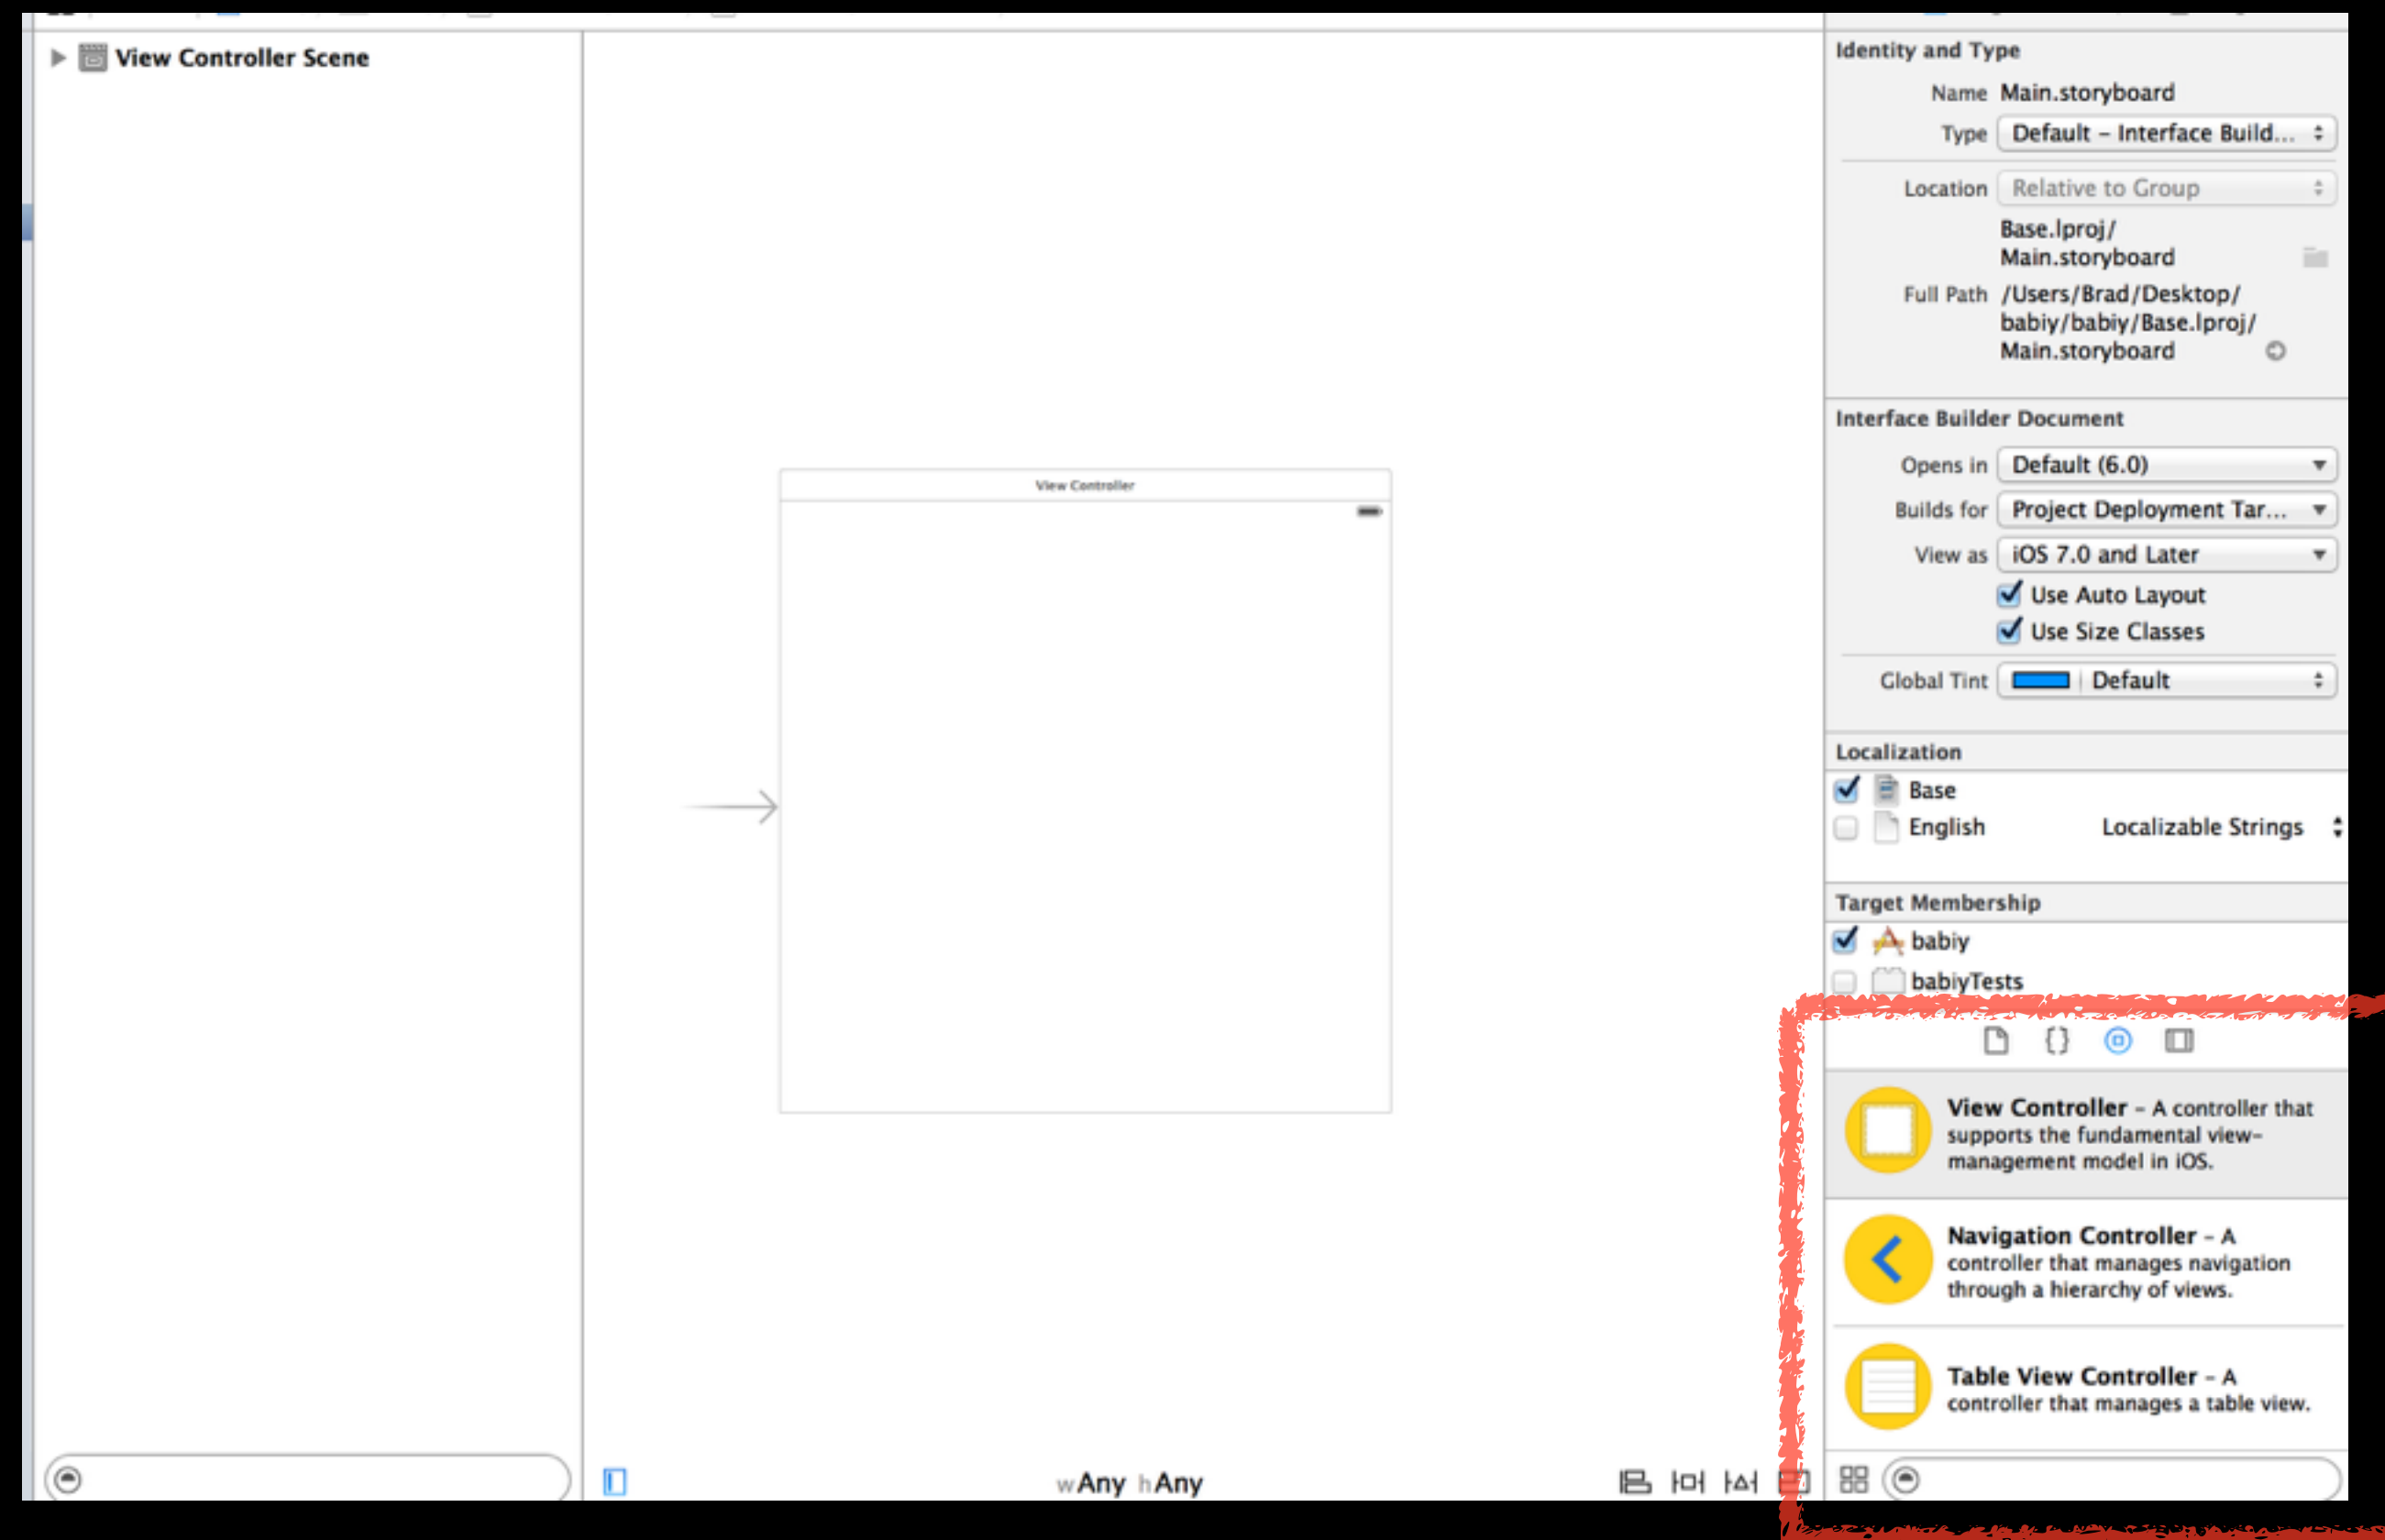 View Controller Scene
View Controller
w Any h Any
Identity and Type
Name Main.storyboard
Type Default – Interface Build...
Location Relative to Group
Base.lproj/
Main.storyboard
Full Path /Users/Brad/Desktop/
babiy/babiy/Base.lproj/
Main.storyboard
Interface Builder Document
Opens in Default (6.0)
Builds for Project Deployment Tar...
View as iOS 7.0 and Later
Use Auto Layout
Use Size Classes
Global Tint Default
Localization
Base
English Localizable Strings
Target Membership
babiy
babiyTests
{}
View Controller – A controller that
supports the fundamental view-
management model in iOS.
Navigation Controller – A
controller that manages navigation
through a hierarchy of views.
Table View Controller – A
controller that manages a table view.